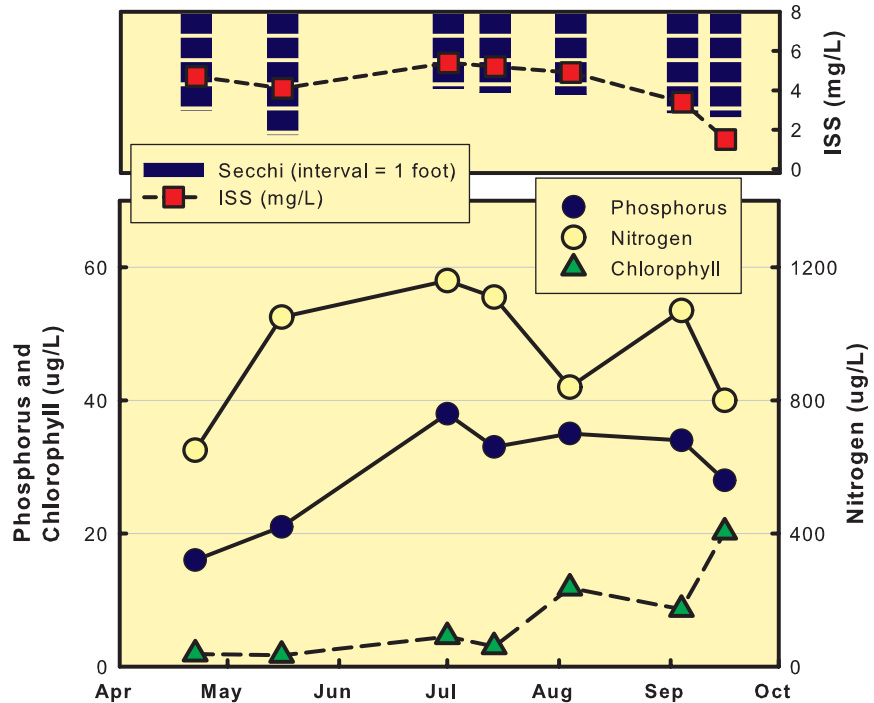 8
6
4
2
0
ISS (mg/L)
Secchi (interval = 1 foot)
ISS (mg/L)
Phosphorus
Nitrogen
Chlorophyll
60
40
20
0
Phosphorus and
Chlorophyll (ug/L)
1200
800
400
0
Nitrogen (ug/L)
Apr May Jun Jul Aug Sep Oct